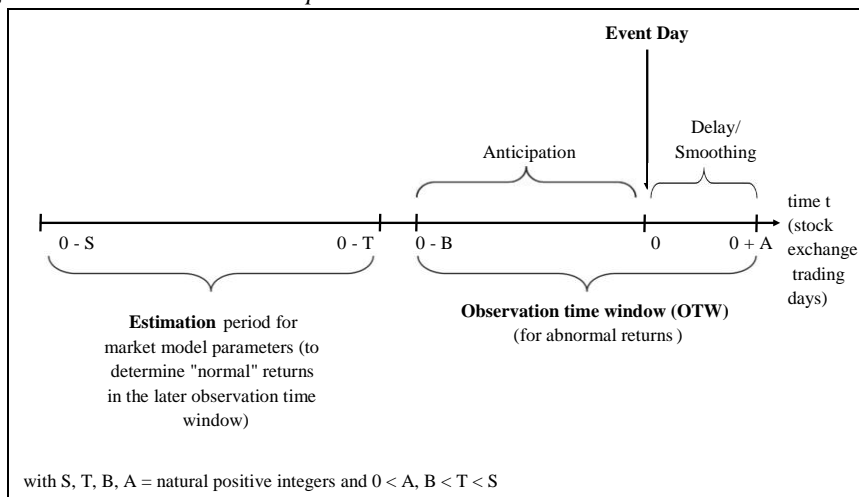 Event Day
Delay/
Smoothing
Anticipation
time t
(stock
exchange
trading
days)
0 - S
0 - T
0 - B
0
0 + A
Estimation period for
market model parameters (to
determine "normal" returns
in the later observation time
window)
Observation time window (OTW)
(for abnormal returns )
with S, T, B, A = natural positive integers and 0 < A, B < T < S